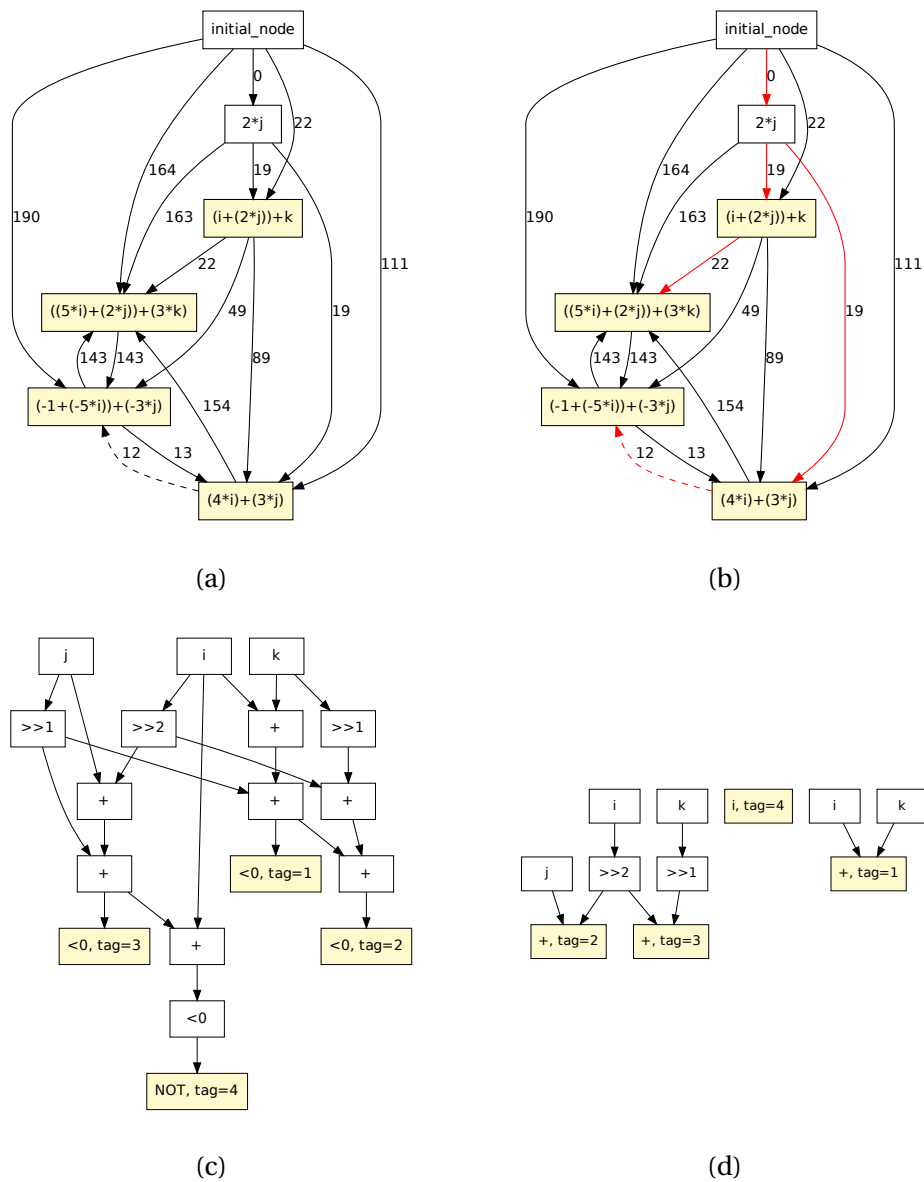 initial_node
0
2*j
22
19
164
163
(i+(2*j))+k
190
22
111
((5*i)+(2*j))+(3*k)
49
19
143
143
89
(-1+(-5*i))+(-3*j)
154
12
13
(4*i)+(3*j)
(a)
initial_node
0
2*j
22
19
164
163
(i+(2*j))+k
190
22
111
((5*i)+(2*j))+(3*k)
49
19
143
143
89
(-1+(-5*i))+(-3*j)
154
12
13
(4*i)+(3*j)
(b)
j
i
k
>>1
>>2
+
>>1
+
+
+
+
<0, tag=1
+
<0, tag=3
+
<0, tag=2
<0
NOT, tag=4
(c)
i
k
i, tag=4
i
k
j
>>2
>>1
+, tag=1
+, tag=2
+, tag=3
(d)